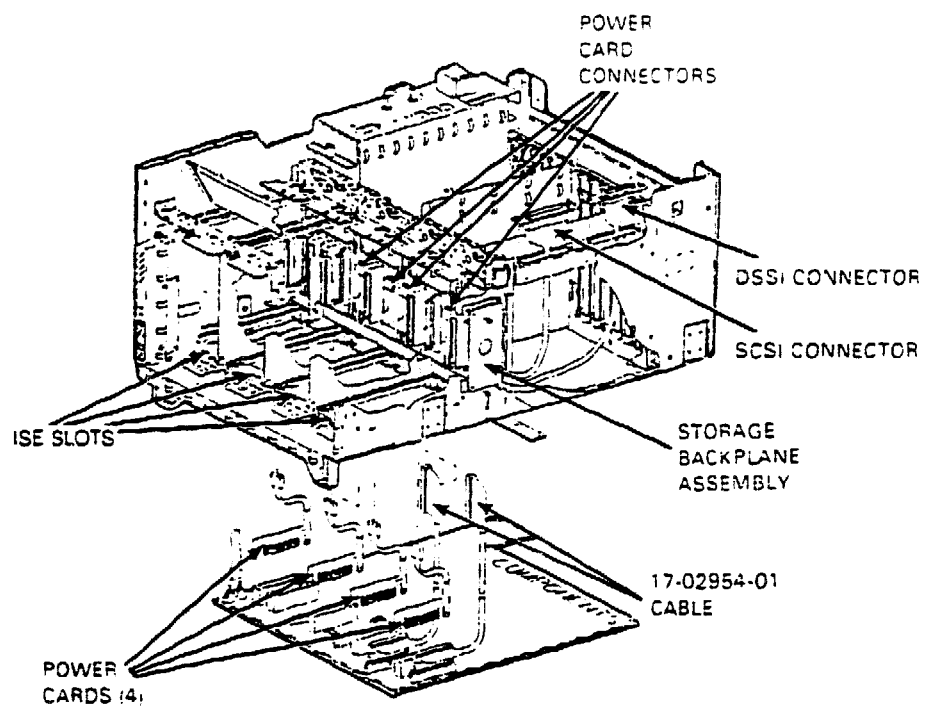 POWER
CARD
CONNECTORS
DSSI CONNECTOR
SCSI CONNECTOR
ISE SLOTS
STORAGE
BACKPLANE
ASSEMBLY
17-02954-01
CABLE
POWER
CARDS (4)